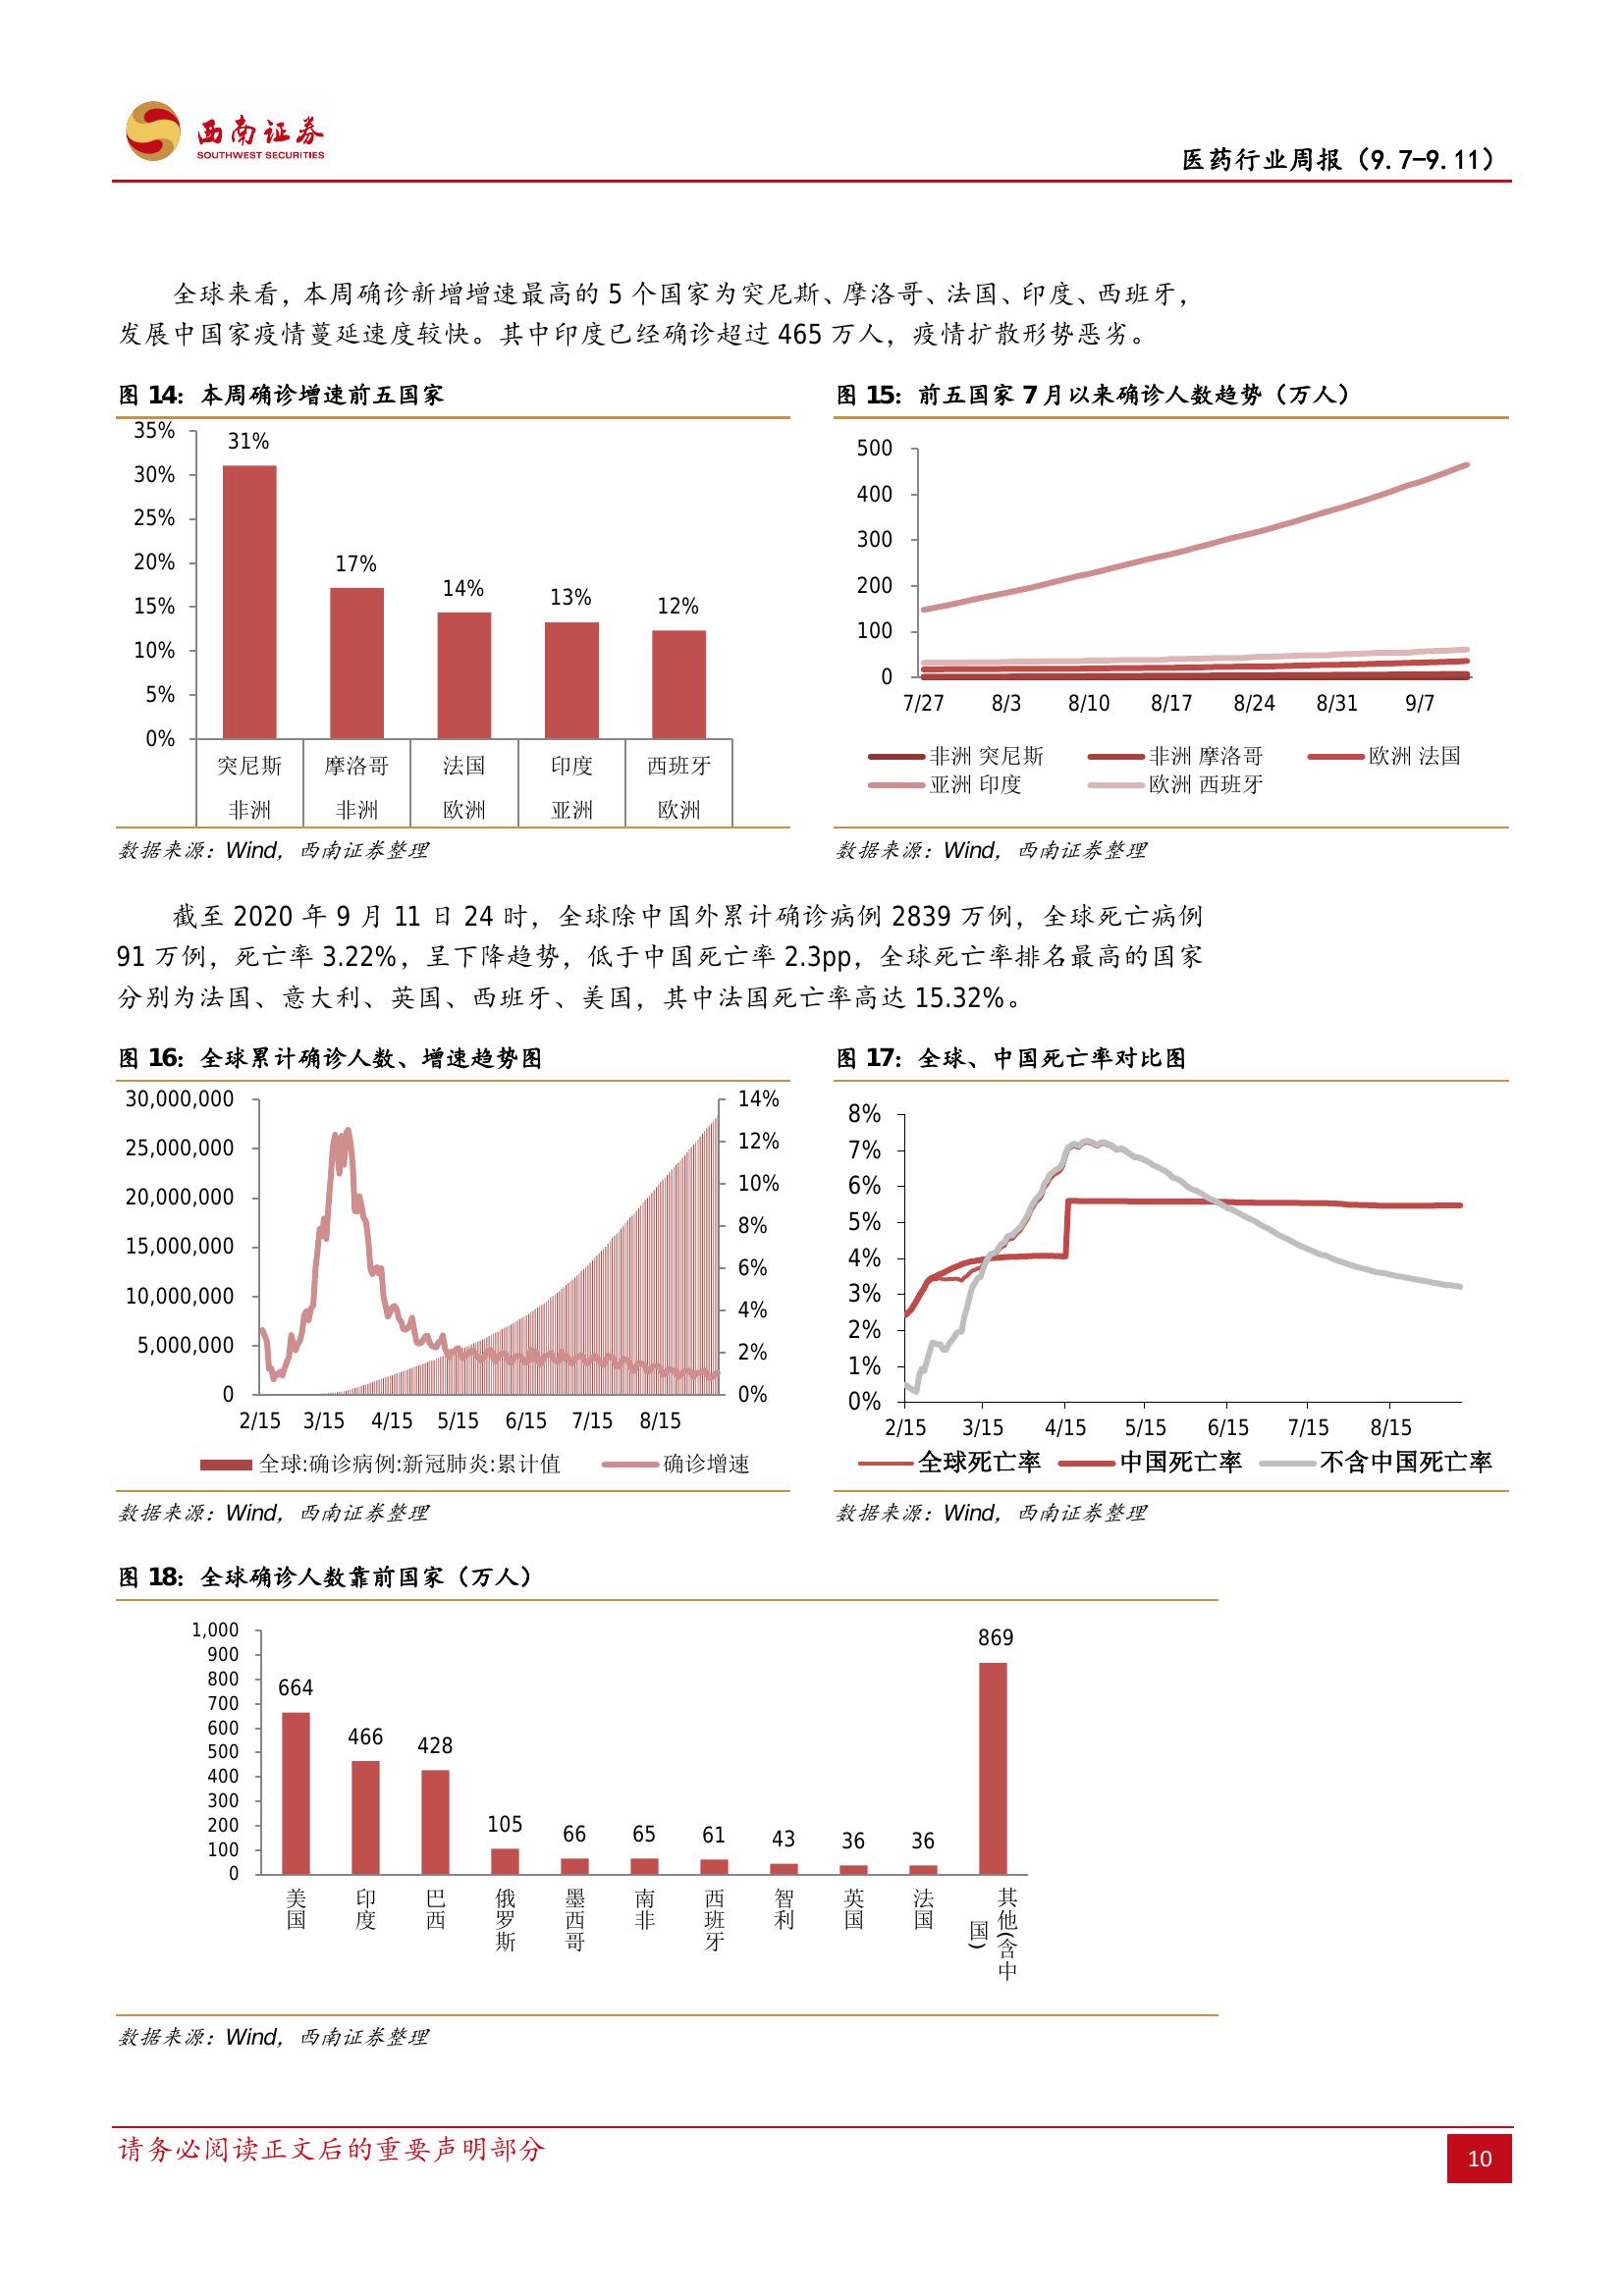 西南证券
SOUTHWEST SECURITIES
医药行业周报（9.7-9.11）
全球来看，本周确诊新增增速最高的 5 个国家为突尼斯、摩洛哥、法国、印度、西班牙，
发展中国家疫情蔓延速度较快。其中印度已经确诊超过 465 万人，疫情扩散形势恶劣。
图 14：本周确诊增速前五国家
35%
30%
25%
20%
15%
10%
5%
0%
31%
17%
14%
13%
12%
突尼斯 摩洛哥 法国 印度 西班牙
非洲 非洲 欧洲 亚洲 欧洲
数据来源：Wind，西南证券整理
图 15：前五国家 7 月以来确诊人数趋势（万人）
500
400
300
200
100
0
7/27 8/3 8/10 8/17 8/24 8/31 9/7
非洲 突尼斯 非洲 摩洛哥 欧洲 法国
亚洲 印度 欧洲 西班牙
数据来源：Wind，西南证券整理
截至 2020 年 9 月 11 日 24 时，全球除中国外累计确诊病例 2839 万例，全球死亡病例
91 万例，死亡率 3.22%，呈下降趋势，低于中国死亡率 2.3pp，全球死亡率排名最高的国家
分别为法国、意大利、英国、西班牙、美国，其中法国死亡率高达 15.32%。
图 16：全球累计确诊人数、增速趋势图
30,000,000
25,000,000
20,000,000
15,000,000
10,000,000
5,000,000
0
14%
12%
10%
8%
6%
4%
2%
0%
2/15 3/15 4/15 5/15 6/15 7/15 8/15
全球:确诊病例:新冠肺炎:累计值 确诊增速
数据来源：Wind，西南证券整理
图 17：全球、中国死亡率对比图
8%
7%
6%
5%
4%
3%
2%
1%
0%
2/15 3/15 4/15 5/15 6/15 7/15 8/15
全球死亡率 中国死亡率 不含中国死亡率
数据来源：Wind，西南证券整理
图 18：全球确诊人数靠前国家（万人）
1,000
900
800
700
600
500
400
300
200
100
0
664
466
428
105
66
65
61
43
36
36
869
美国
印度
巴西
俄罗斯
墨西哥
南非
西班牙
智利
英国
法国
其他(含中
国)
数据来源：Wind，西南证券整理
请务必阅读正文后的重要声明部分
10